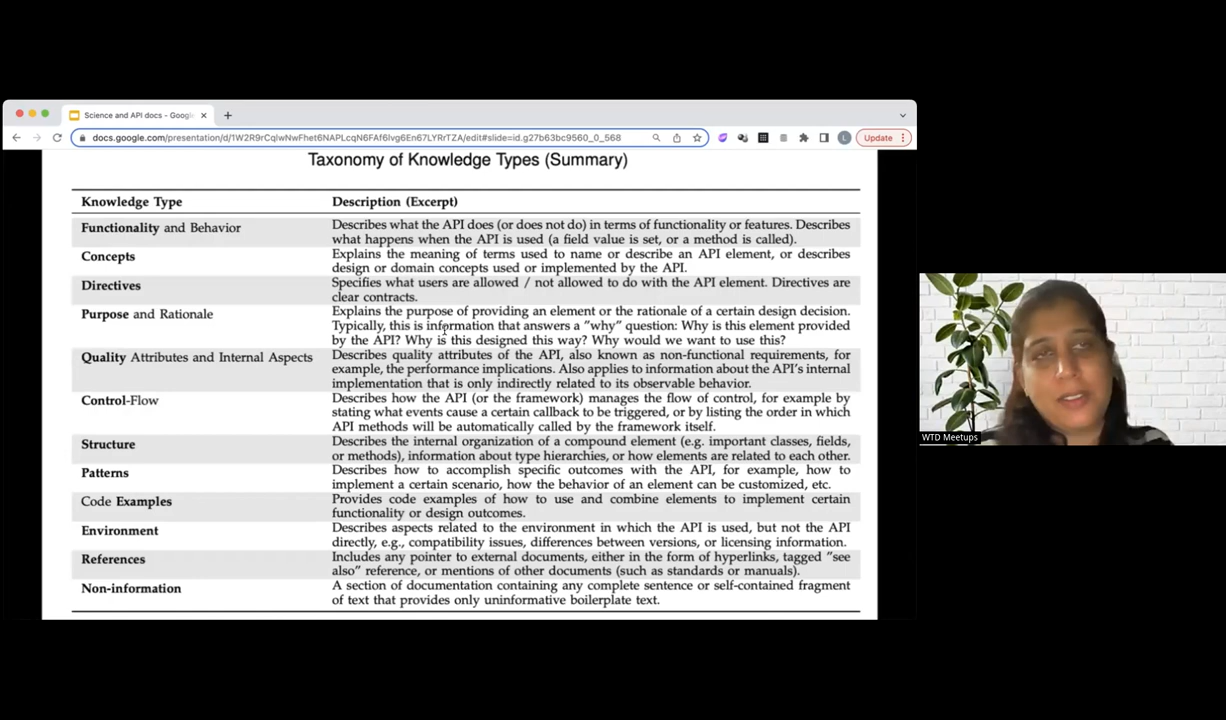 Science and API docs - Google
docs.google.com/presentation/d/1W2R9rCqlwNwFhet6NAPLcqN6FAf6lvg6En67LYRrTZA/edit#slide=id.g27b63bc9560_0_568
L
Update
Taxonomy of Knowledge Types (Summary)
Knowledge Type Description (Excerpt)
Functionality and Behavior Describes what the API does (or does not do) in terms of functionality or features. Describes
what happens when the API is used (a field value is set, or a method is called).
Concepts Explains the meaning of terms used to name or describe an API element, or describes
design or domain concepts used or implemented by the API.
Directives Specifies what users are allowed / not allowed to do with the API element. Directives are
clear contracts.
Purpose and Rationale Explains the purpose of providing an element or the rationale of a certain design decision.
Typically, this is information that answers a "why" question: Why is this element provided
by the API? Why is this designed this way? Why would we want to use this?
Quality Attributes and Internal Aspects Describes quality attributes of the API, also known as non-functional requirements, for
example, the performance implications. Also applies to information about the API's internal
implementation that is only indirectly related to its observable behavior.
Control-Flow Describes how the API (or the framework) manages the flow of control, for example by
stating what events cause a certain callback to be triggered, or by listing the order in which
API methods will be automatically called by the framework itself.
Structure Describes the internal organization of a compound element (e.g. important classes, fields,
or methods), information about type hierarchies, or how elements are related to each other.
Patterns Describes how to accomplish specific outcomes with the API, for example, how to
implement a certain scenario, how the behavior of an element can be customized, etc.
Code Examples Provides code examples of how to use and combine elements to implement certain
functionality or design outcomes.
Environment Describes aspects related to the environment in which the API is used, but not the API
directly, e.g., compatibility issues, differences between versions, or licensing information.
References Includes any pointer to external documents, either in the form of hyperlinks, tagged "see
also" reference, or mentions of other documents (such as standards or manuals).
Non-information A section of documentation containing any complete sentence or self-contained fragment
of text that provides only uninformative boilerplate text.
WTD Meetups